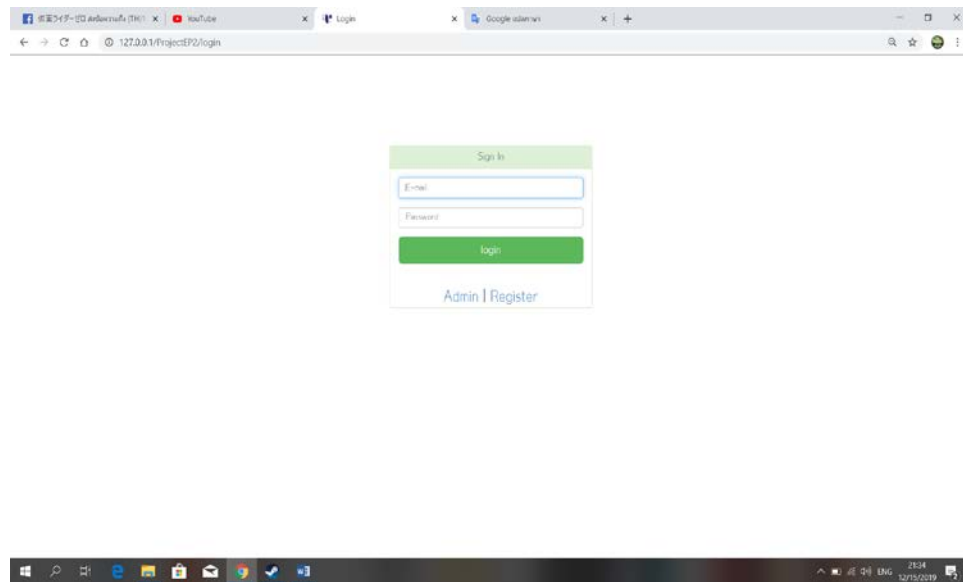 YouTube
Login
Google
127.0.0.1/ProjectEP2/login
Sign In
E-mail
Password
login
Admin | Register
ENG
21:34
12/15/2019